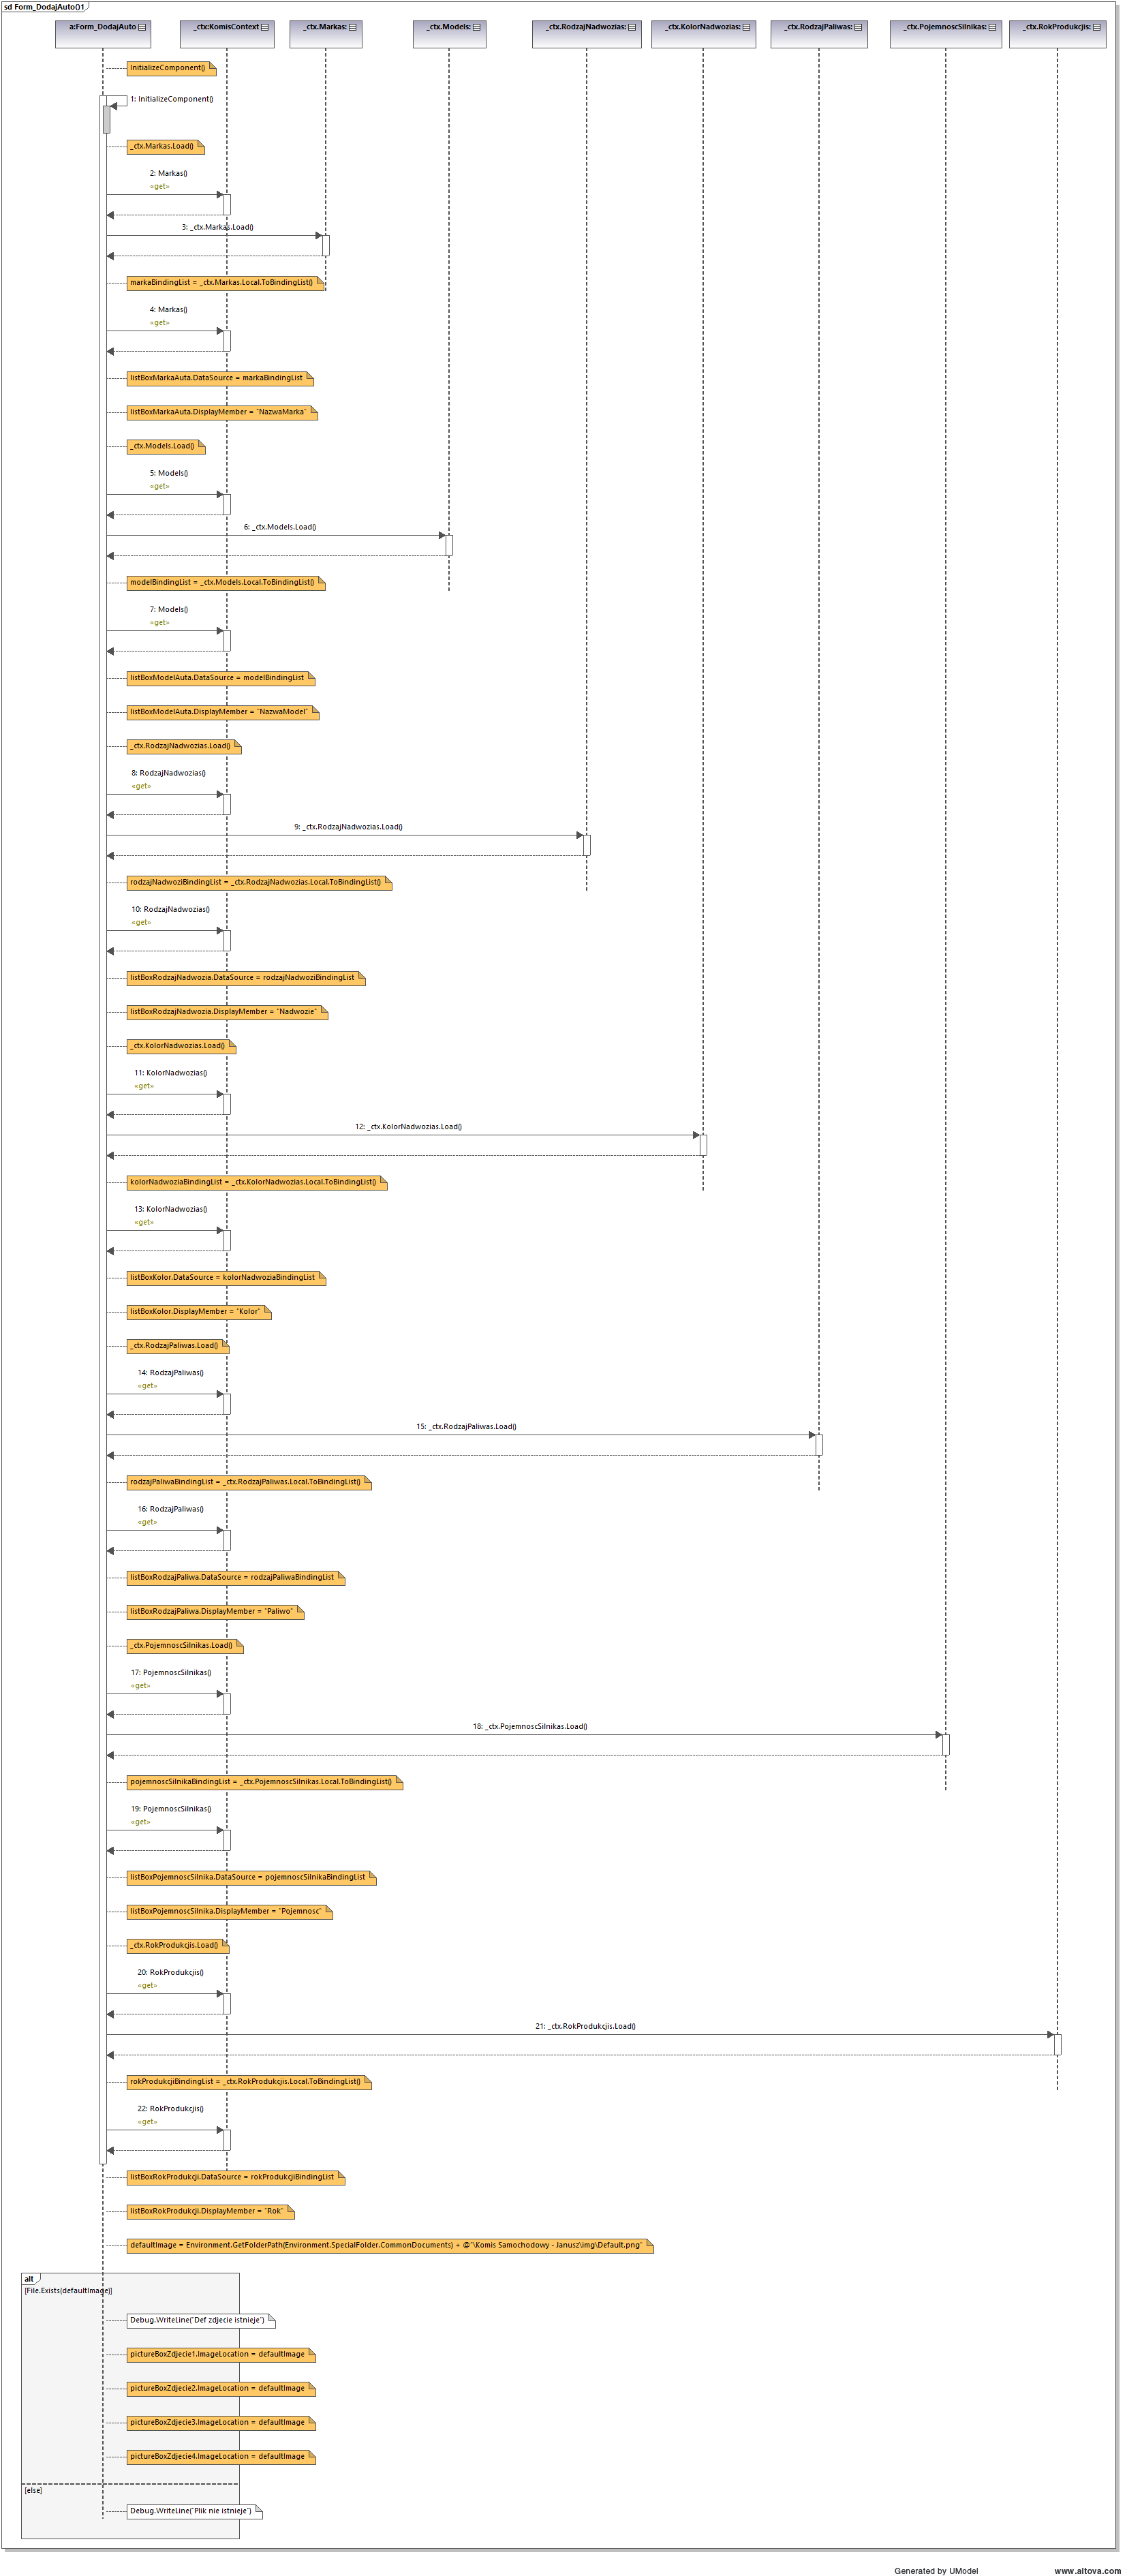 sd Form_DodajAuto()1
a:Form_DodajAuto
_ctx:KomisContext
_ctx.Markas:
_ctx.Models:
_ctx.RodzajNadwozias:
_ctx.KolorNadwozias:
_ctx.RodzajPaliwas:
_ctx.PojemnoscSilnikas:
_ctx.RokProdukcjis:
InitializeComponent()
1: InitializeComponent()
_ctx.Markas.Load()
2: Markas()
«get»
3: _ctx.Markas.Load()
markaBindingList = _ctx.Markas.Local.ToBindingList()
4: Markas()
«get»
listBoxMarkaAuta.DataSource = markaBindingList
listBoxMarkaAuta.DisplayMember = "NazwaMarka"
_ctx.Models.Load()
5: Models()
«get»
6: _ctx.Models.Load()
modelBindingList = _ctx.Models.Local.ToBindingList()
7: Models()
«get»
listBoxModelAuta.DataSource = modelBindingList
listBoxModelAuta.DisplayMember = "NazwaModel"
_ctx.RodzajNadwozias.Load()
8: RodzajNadwozias()
«get»
9: _ctx.RodzajNadwozias.Load()
rodzajNadwoziBindingList = _ctx.RodzajNadwozias.Local.ToBindingList()
10: RodzajNadwozias()
«get»
listBoxRodzajNadwozia.DataSource = rodzajNadwoziBindingList
listBoxRodzajNadwozia.DisplayMember = "Nadwozie"
_ctx.KolorNadwozias.Load()
11: KolorNadwozias()
«get»
12: _ctx.KolorNadwozias.Load()
kolorNadwoziaBindingList = _ctx.KolorNadwozias.Local.ToBindingList()
13: KolorNadwozias()
«get»
listBoxKolor.DataSource = kolorNadwoziaBindingList
listBoxKolor.DisplayMember = "Kolor"
_ctx.RodzajPaliwas.Load()
14: RodzajPaliwas()
«get»
15: _ctx.RodzajPaliwas.Load()
rodzajPaliwaBindingList = _ctx.RodzajPaliwas.Local.ToBindingList()
16: RodzajPaliwas()
«get»
listBoxRodzajPaliwa.DataSource = rodzajPaliwaBindingList
listBoxRodzajPaliwa.DisplayMember = "Paliwo"
_ctx.PojemnoscSilnikas.Load()
17: PojemnoscSilnikas()
«get»
18: _ctx.PojemnoscSilnikas.Load()
pojemnoscSilnikaBindingList = _ctx.PojemnoscSilnikas.Local.ToBindingList()
19: PojemnoscSilnikas()
«get»
listBoxPojemnoscSilnika.DataSource = pojemnoscSilnikaBindingList
listBoxPojemnoscSilnika.DisplayMember = "Pojemnosc"
_ctx.RokProdukcjis.Load()
20: RokProdukcjis()
«get»
21: _ctx.RokProdukcjis.Load()
rokProdukcjiBindingList = _ctx.RokProdukcjis.Local.ToBindingList()
22: RokProdukcjis()
«get»
listBoxRokProdukcji.DataSource = rokProdukcjiBindingList
listBoxRokProdukcji.DisplayMember = "Rok"
defaultImage = Environment.GetFolderPath(Environment.SpecialFolder.CommonDocuments) + @"\Komis Samochodowy - Janusz\img\Default.png"
alt
[File.Exists(defaultImage)]
Debug.WriteLine("Def zdjecie istnieje")
pictureBoxZdjecie1.ImageLocation = defaultImage
pictureBoxZdjecie2.ImageLocation = defaultImage
pictureBoxZdjecie3.ImageLocation = defaultImage
pictureBoxZdjecie4.ImageLocation = defaultImage
[else]
Debug.WriteLine("Plik nie istnieje")
Generated by UModel
www.altova.com